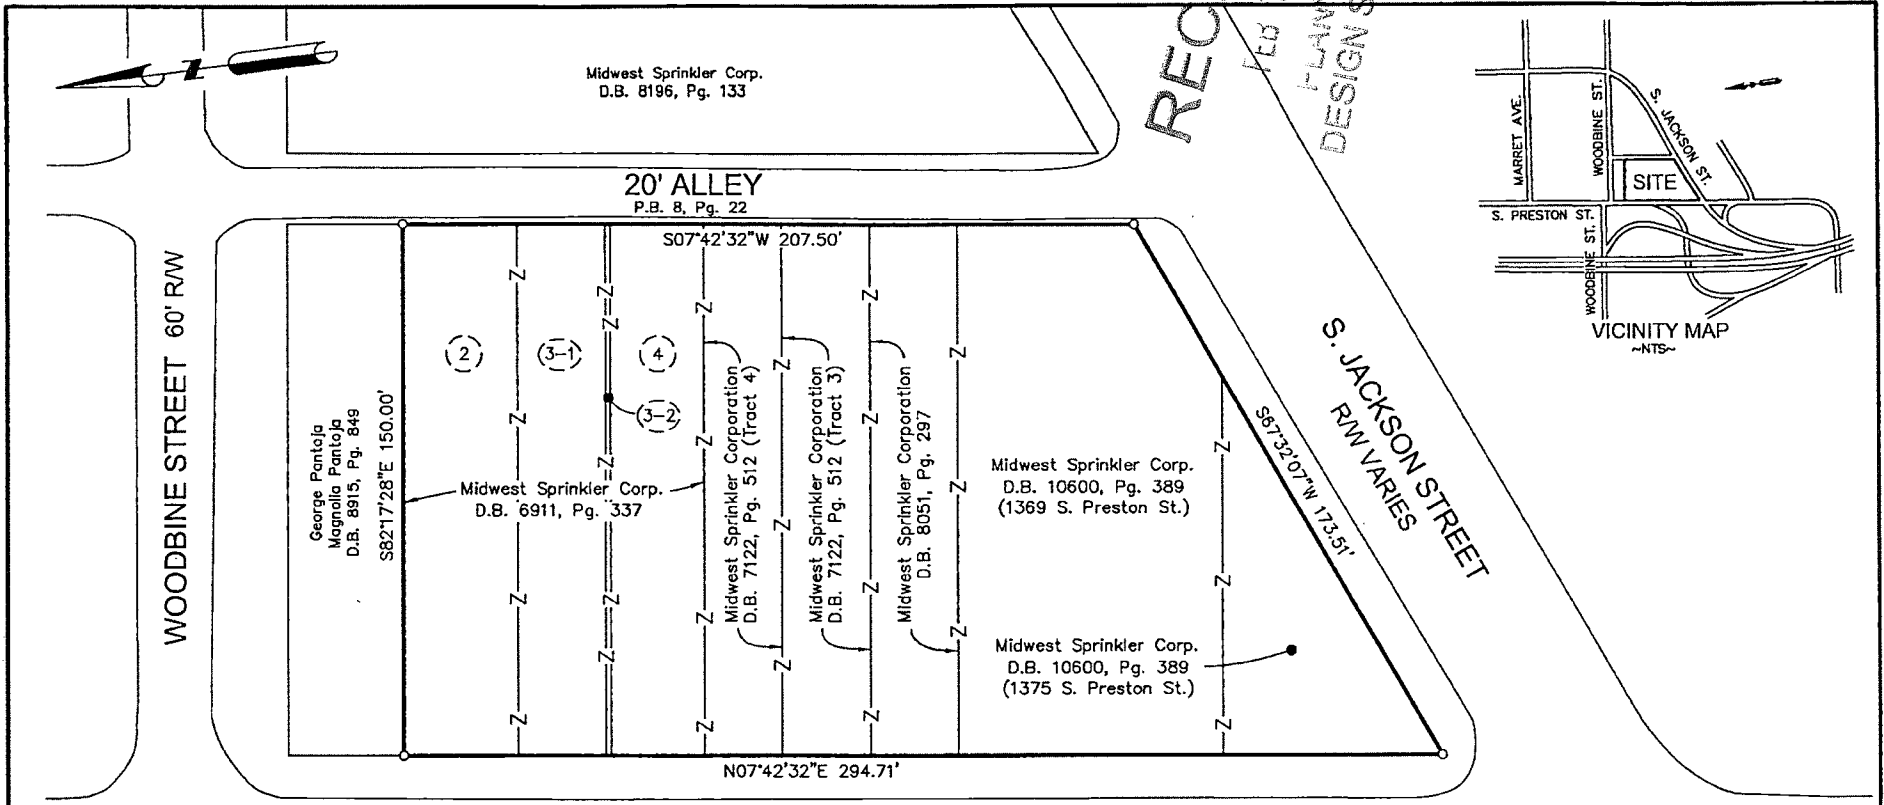 Midwest Sprinkler Corp.
D.B. 8196, Pg. 133
REC
DESIGN S
20' ALLEY
P.B. 8, Pg. 22
S07°42'32"W 207.50'
WOODBINE STREET 60' R/W
George Pantoja
Magnolia Pantoja
D.B. 8915, Pg. 849
S82°17'28"E 150.00'
2
3-1
4
3-2
Midwest Sprinkler Corp.
D.B. 6911, Pg. 337
Midwest Sprinkler Corporation
D.B. 7122, Pg. 512 (Tract 4)
Midwest Sprinkler Corporation
D.B. 7122, Pg. 512 (Tract 3)
Midwest Sprinkler Corporation
D.B. 8051, Pg. 297
Midwest Sprinkler Corp.
D.B. 10600, Pg. 389
(1369 S. Preston St.)
Midwest Sprinkler Corp.
D.B. 10600, Pg. 389
(1375 S. Preston St.)
S67°32'07"W 173.51'
S. JACKSON STREET
R/W VARIES
N07°42'32"E 294.71'
MARRET AVE.
WOODBINE ST.
S. JACKSON ST.
SITE
S. PRESTON ST.
WOODBINE ST.
VICINITY MAP
~NTS~